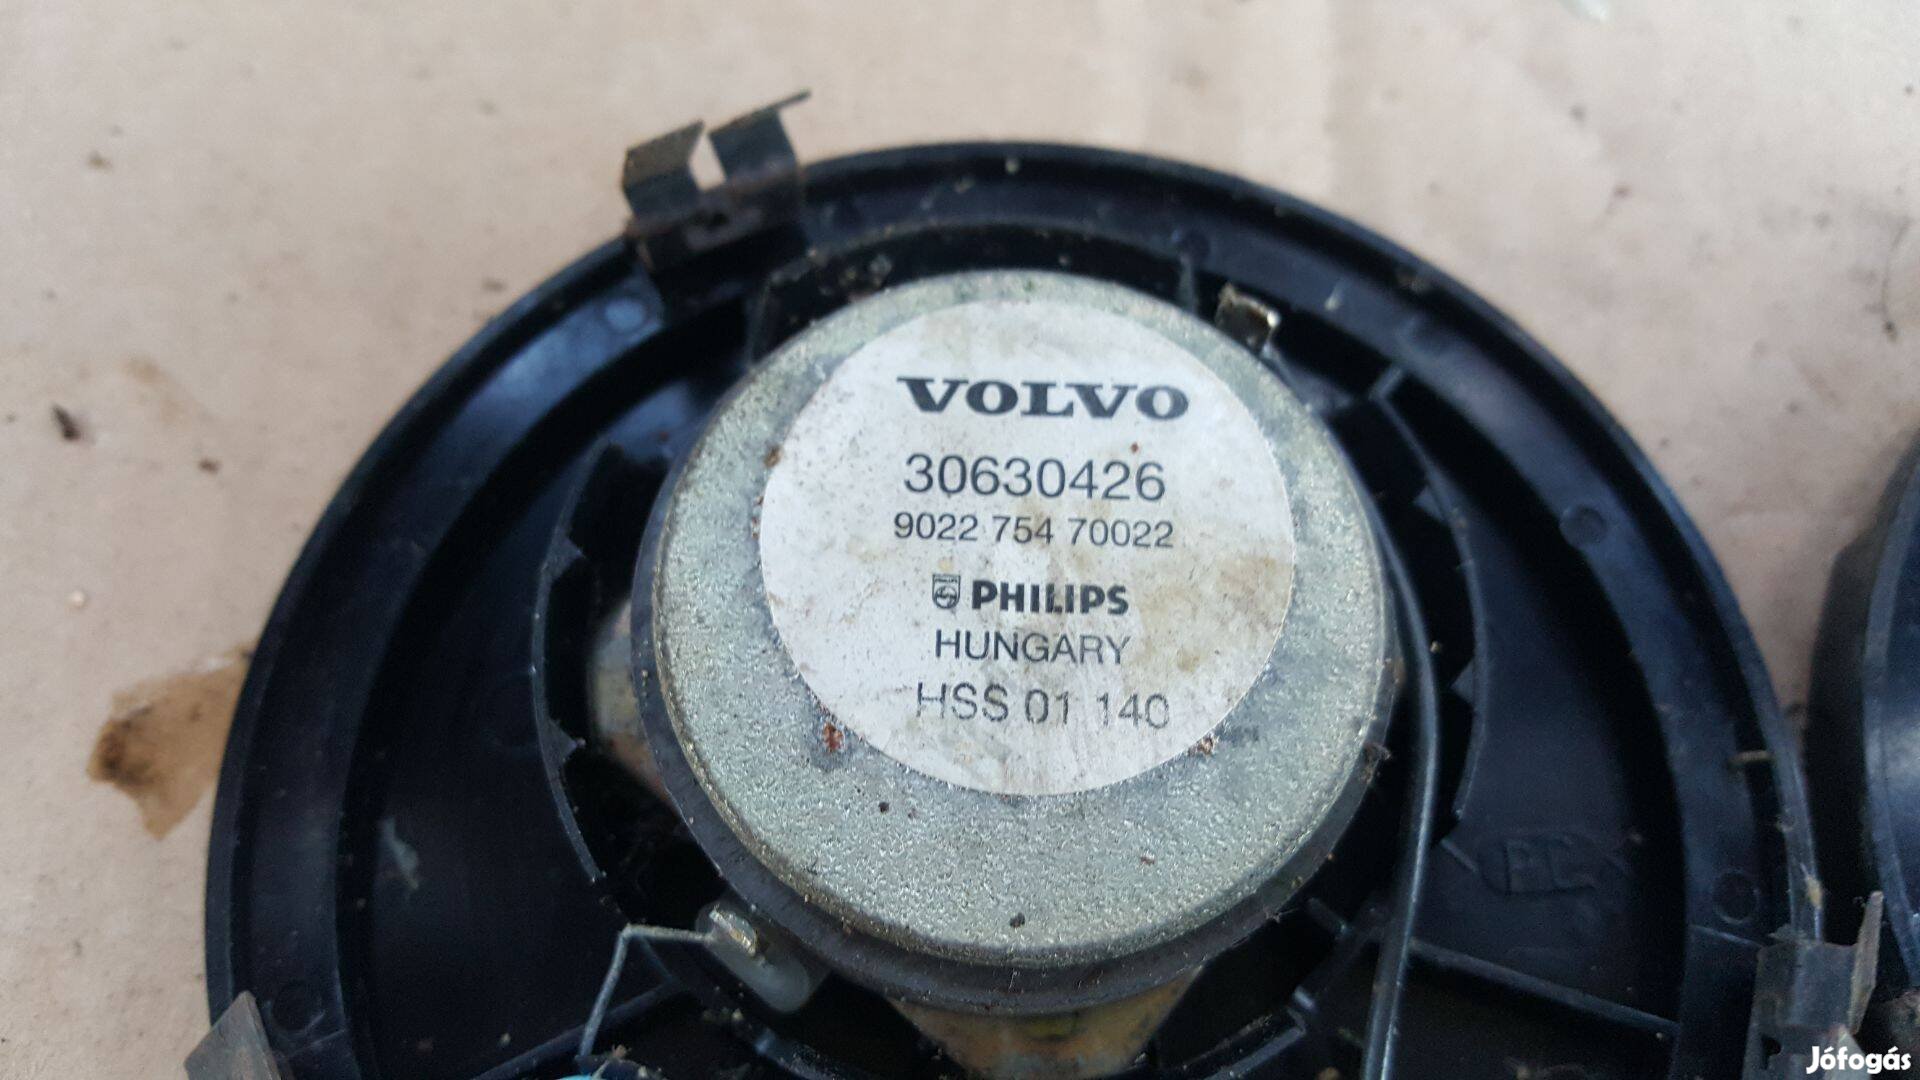 VOLVO
30630426
9022 754 70022
PHILIPS
HUNGARY
HSS 01 140
Jófogás